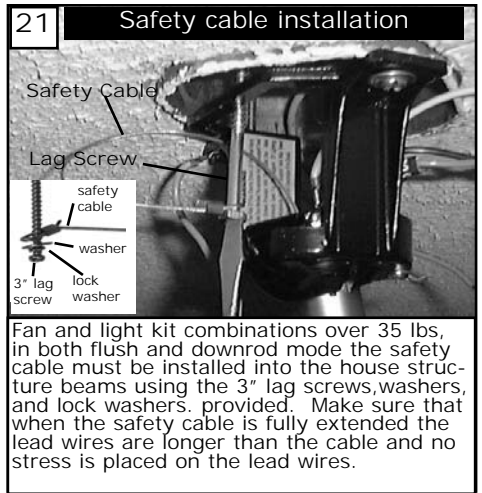 21 Safety cable installation
Safety Cable
Lag Screw
safety
cable
washer
lock
washer
3" lag
screw
Fan and light kit combinations over 35 lbs,
in both flush and downrod mode the safety
cable must be installed into the house struc-
ture beams using the 3" lag screws,washers,
and lock washers. provided. Make sure that
when the safety cable is fully extended the
lead wires are longer than the cable and no
stress is placed on the lead wires.